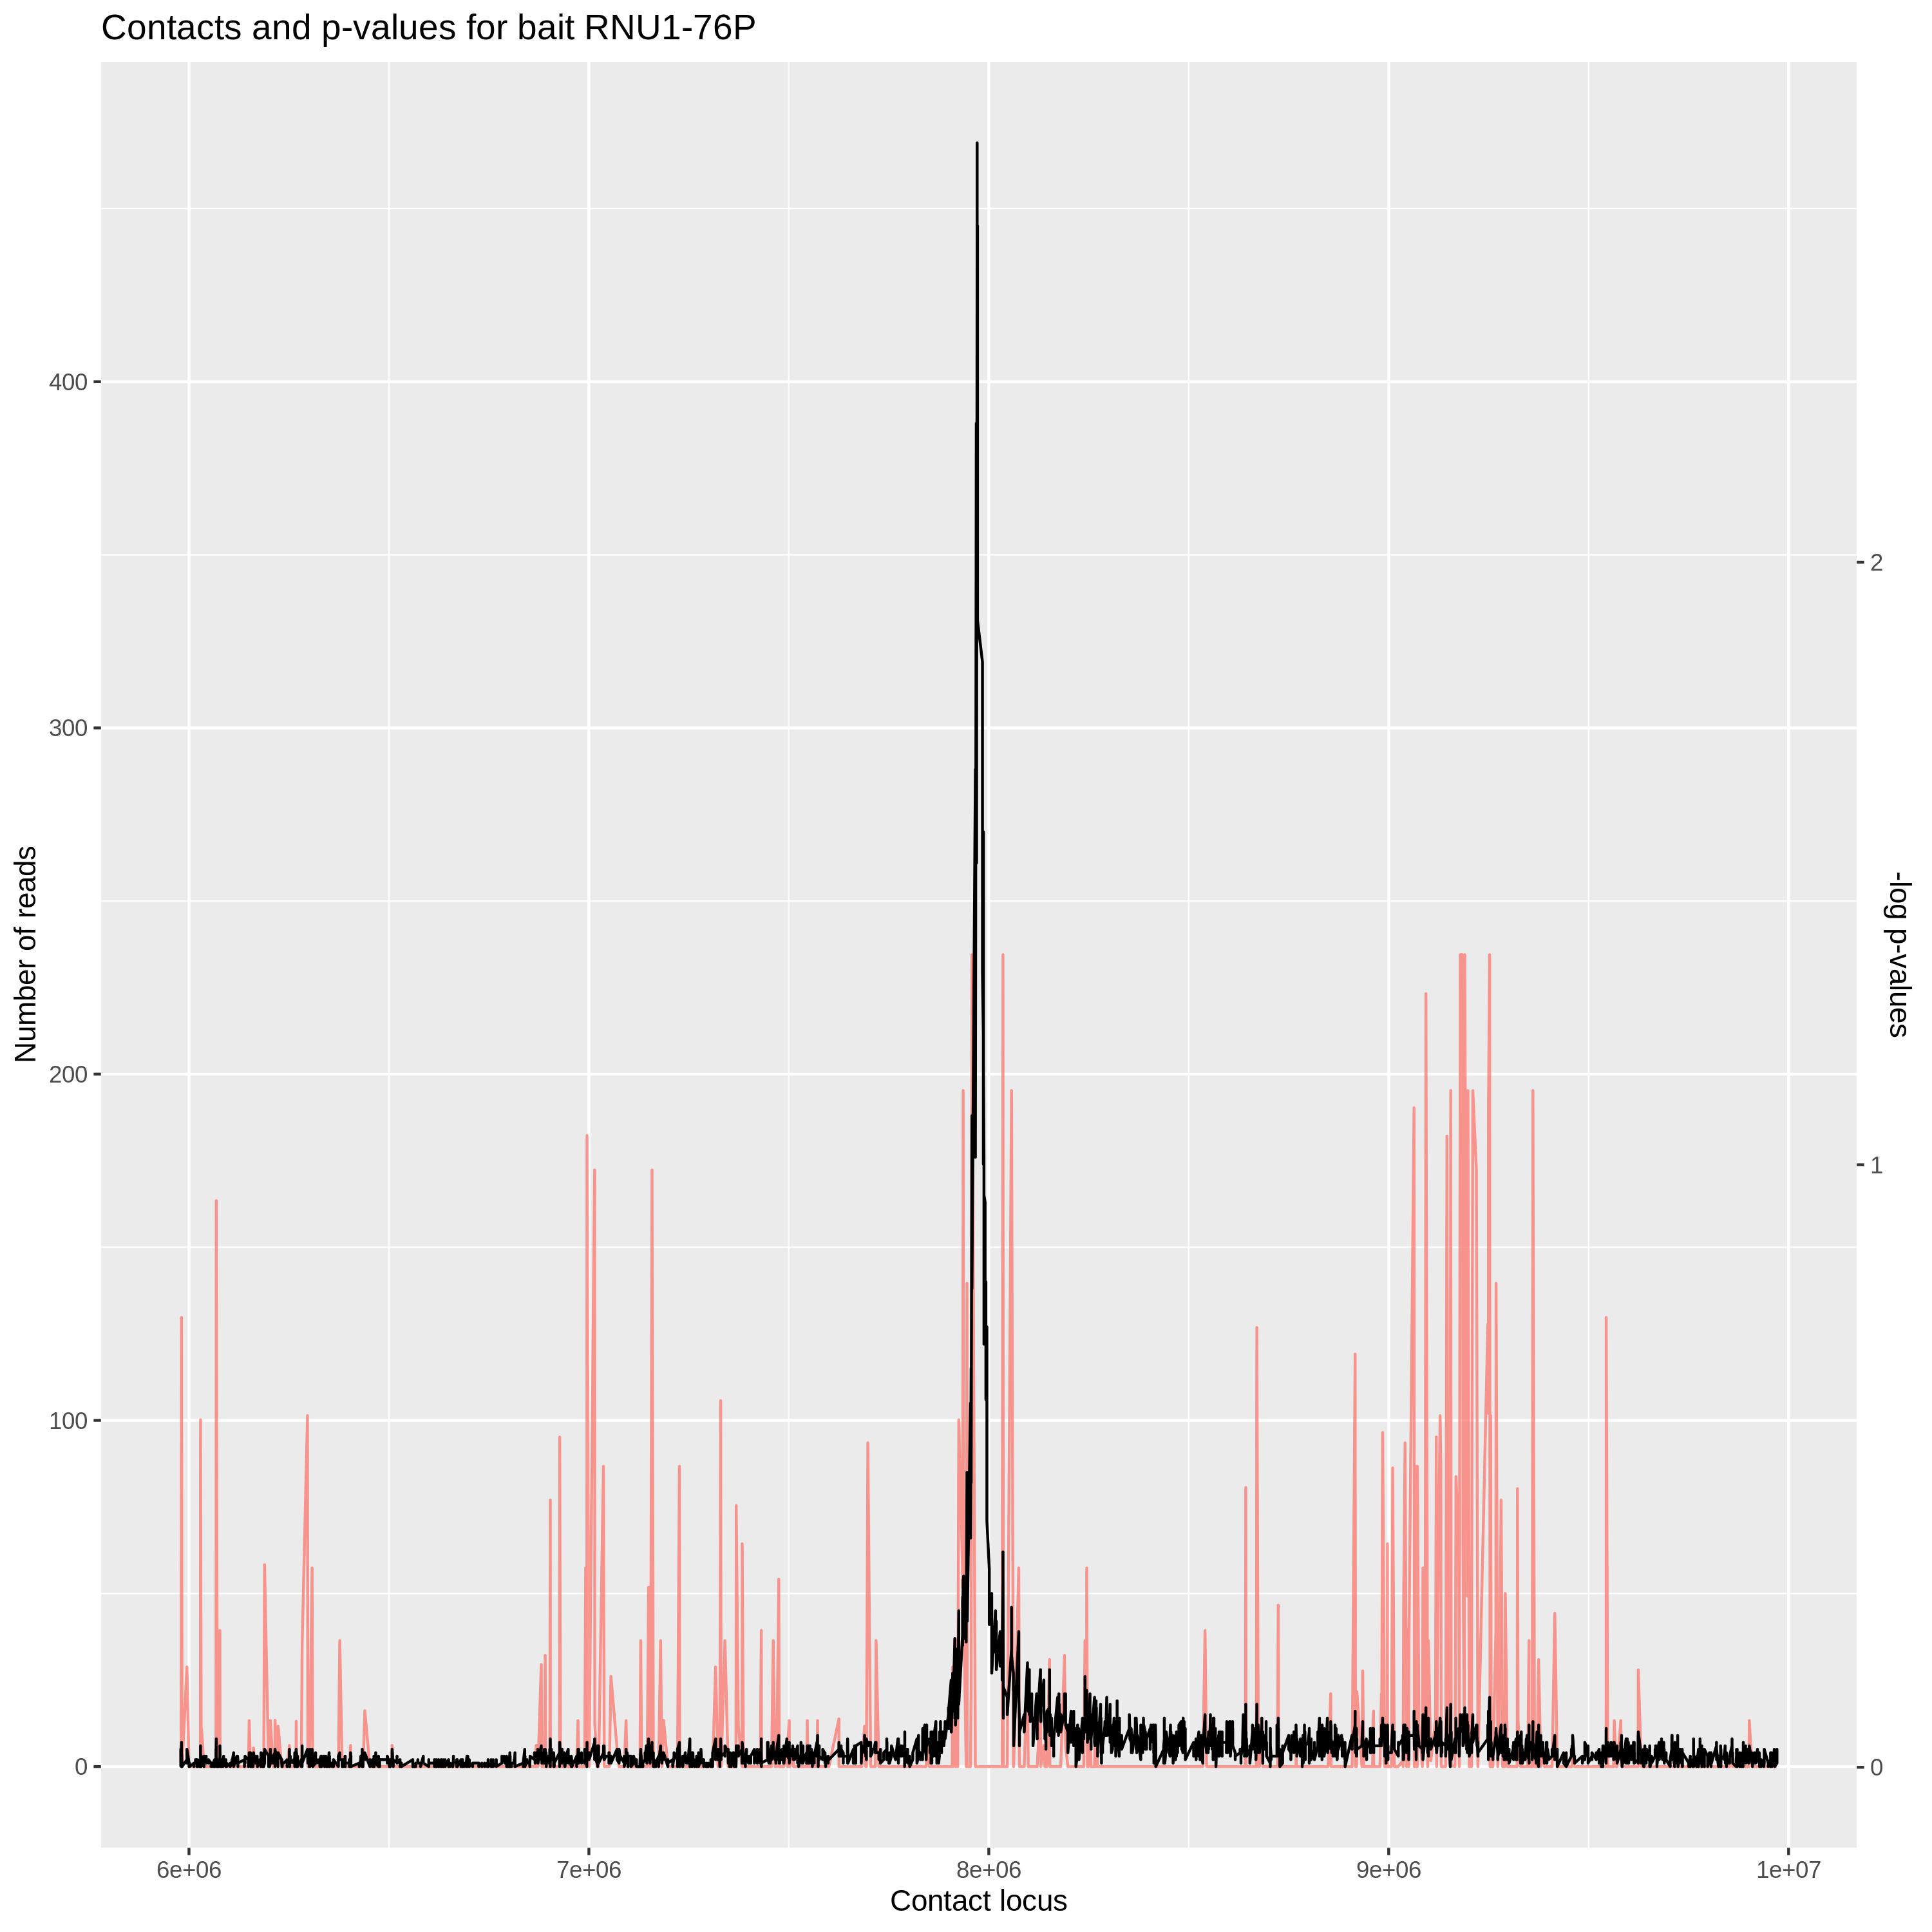 Contacts and p-values for bait RNU1-76P
400
300
200
100
0
Number of reads
2
1
0
-log p-values
6e+06
7e+06
8e+06
9e+06
1e+07
Contact locus